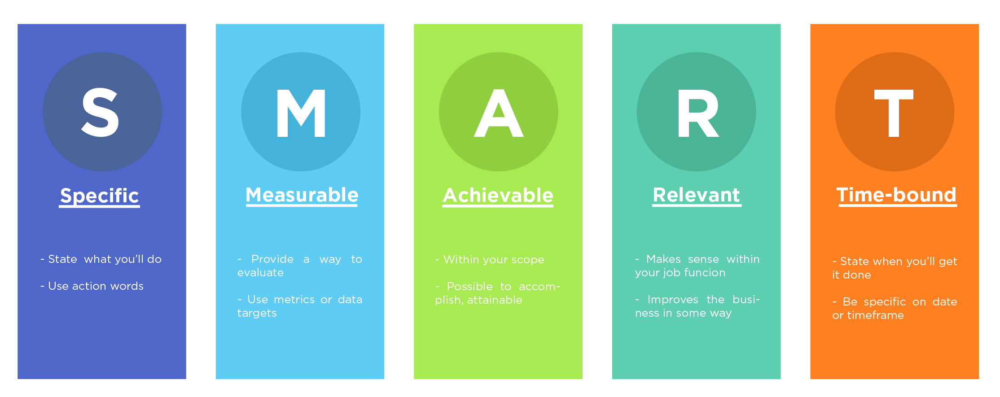 S
Specific
- State what you'll do
- Use action words
M
Measurable
- Provide a way to
evaluate
- Use metrics or data
targets
A
Achievable
- Within your scope
- Possible to accom-
plish, attainable
R
Relevant
- Makes sense within
your job funcion
- Improves the busi-
ness in some way
T
Time-bound
- State when you'll get
it done
- Be specific on date
or timeframe